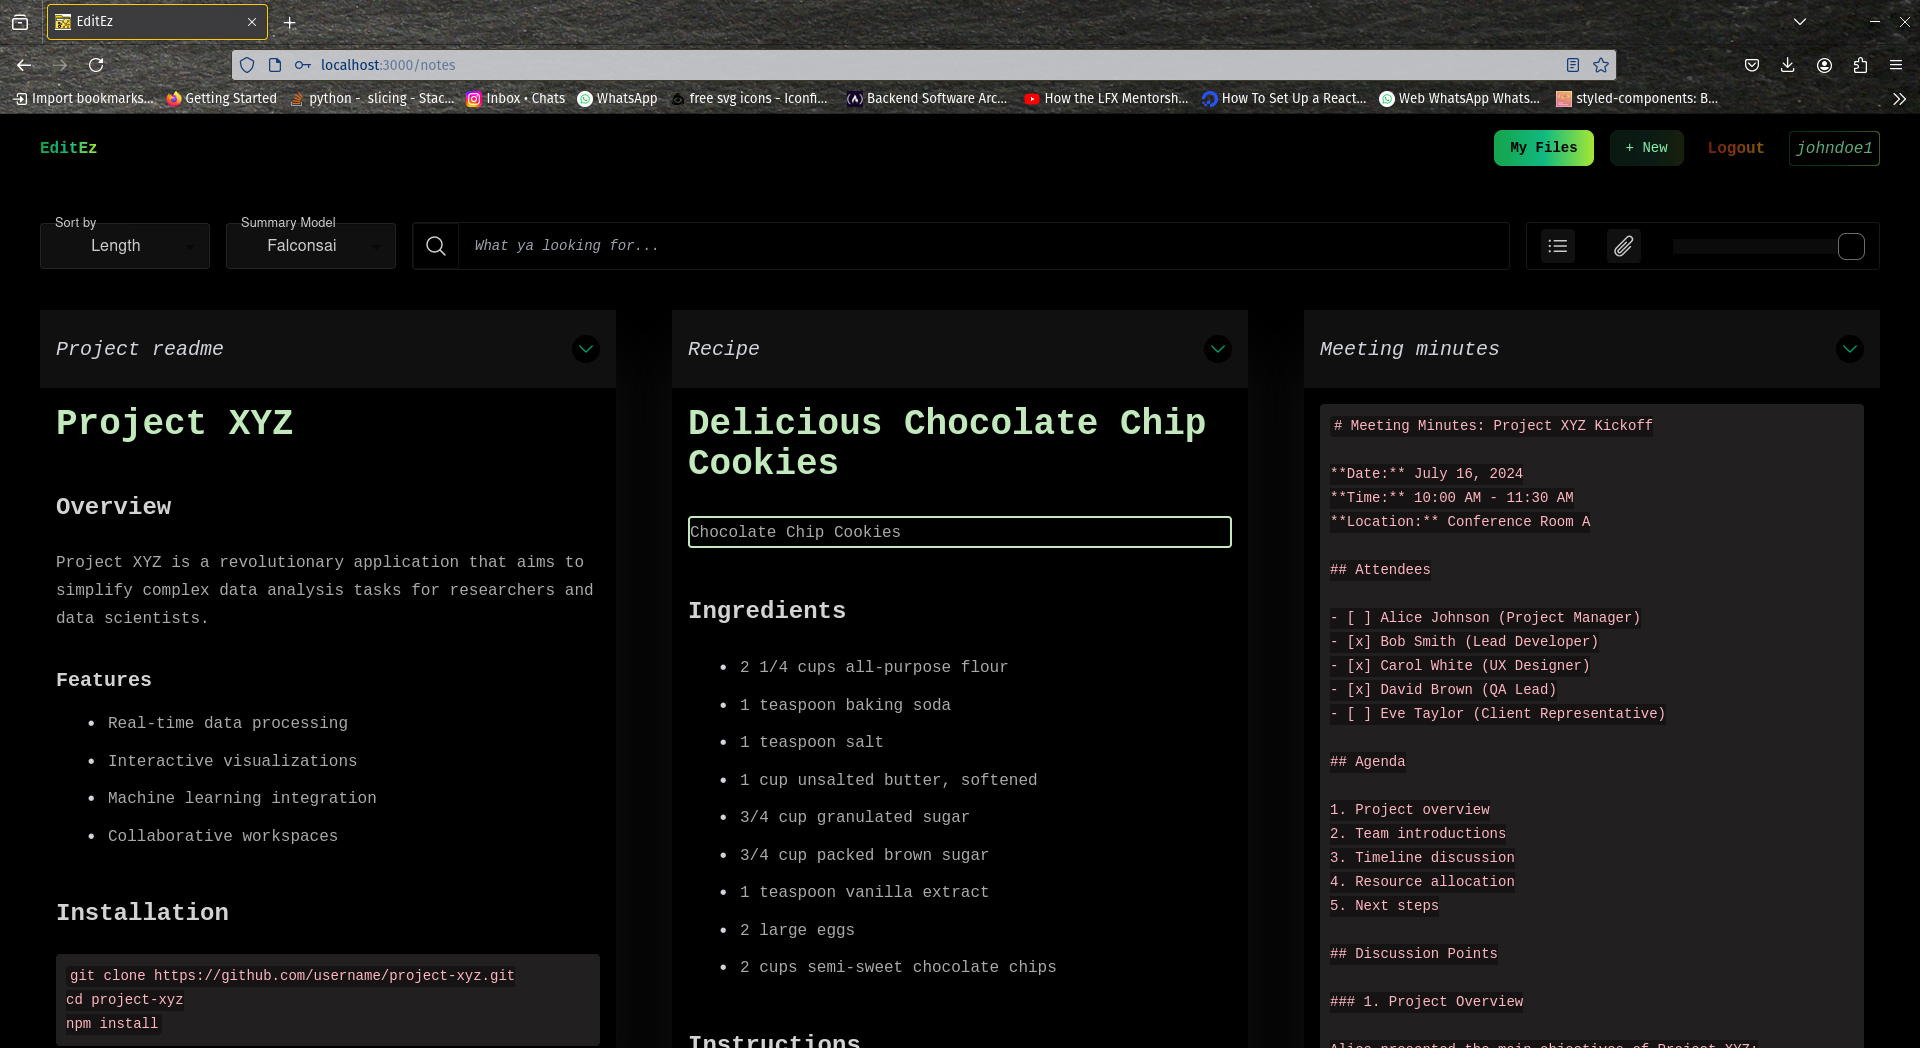 EditEz
localhost:3000/notes
Import bookmarks...
Getting Started
python - slicing - Stac...
Inbox • Chats
WhatsApp
free svg icons - Iconfi...
Backend Software Arc...
How the LFX Mentorsh...
How To Set Up a React...
Web WhatsApp Whats...
styled-components: B...
EditEz
My Files
+ New
Logout
johndoe1
Sort by
Length
Summary Model
Falconsai
What ya looking for...
Project readme
Project XYZ
Overview
Project XYZ is a revolutionary application that aims to
simplify complex data analysis tasks for researchers and
data scientists.
Features
• Real-time data processing
• Interactive visualizations
• Machine learning integration
• Collaborative workspaces
Installation
git clone https://github.com/username/project-xyz.git
cd project-xyz
npm install
Recipe
Delicious Chocolate Chip
Cookies
Chocolate Chip Cookies
Ingredients
• 2 1/4 cups all-purpose flour
• 1 teaspoon baking soda
• 1 teaspoon salt
• 1 cup unsalted butter, softened
• 3/4 cup granulated sugar
• 3/4 cup packed brown sugar
• 1 teaspoon vanilla extract
• 2 large eggs
• 2 cups semi-sweet chocolate chips
Instructions
Meeting minutes
# Meeting Minutes: Project XYZ Kickoff
**Date:** July 16, 2024
**Time:** 10:00 AM - 11:30 AM
**Location:** Conference Room A
## Attendees
- [ ] Alice Johnson (Project Manager)
- [x] Bob Smith (Lead Developer)
- [x] Carol White (UX Designer)
- [x] David Brown (QA Lead)
- [ ] Eve Taylor (Client Representative)
## Agenda
1. Project overview
2. Team introductions
3. Timeline discussion
4. Resource allocation
5. Next steps
## Discussion Points
### 1. Project Overview
Alice presented the main objectives of Project XYZ: